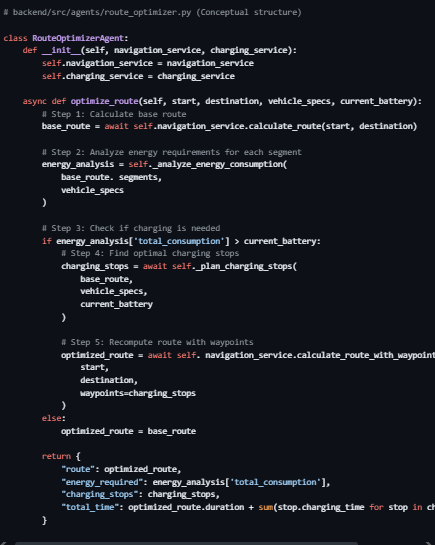 # backend/src/agents/route_optimizer.py (Conceptual structure)
class RouteOptimizerAgent:
    def __init__(self, navigation_service, charging_service):
        self.navigation_service = navigation_service
        self.charging_service = charging_service
    async def optimize_route(self, start, destination, vehicle_specs, current_battery):
        # Step 1: Calculate base route
        base_route = await self.navigation_service.calculate_route(start, destination)
        # Step 2: Analyze energy requirements for each segment
        energy_analysis = self._analyze_energy_consumption(
            base_route. segments,
            vehicle_specs
        )
        # Step 3: Check if charging is needed
        if energy_analysis['total_consumption'] > current_battery:
            # Step 4: Find optimal charging stops
            charging_stops = await self._plan_charging_stops(
                base_route,
                vehicle_specs,
                current_battery
            )
            # Step 5: Recompute route with waypoints
            optimized_route = await self. navigation_service.calculate_route_with_waypoint
                start,
                destination,
                waypoints=charging_stops
            )
        else:
            optimized_route = base_route
        return {
            "route": optimized_route,
            "energy_required": energy_analysis['total_consumption'],
            "charging_stops": charging_stops,
            "total_time": optimized_route.duration + sum(stop.charging_time for stop in ch
        }